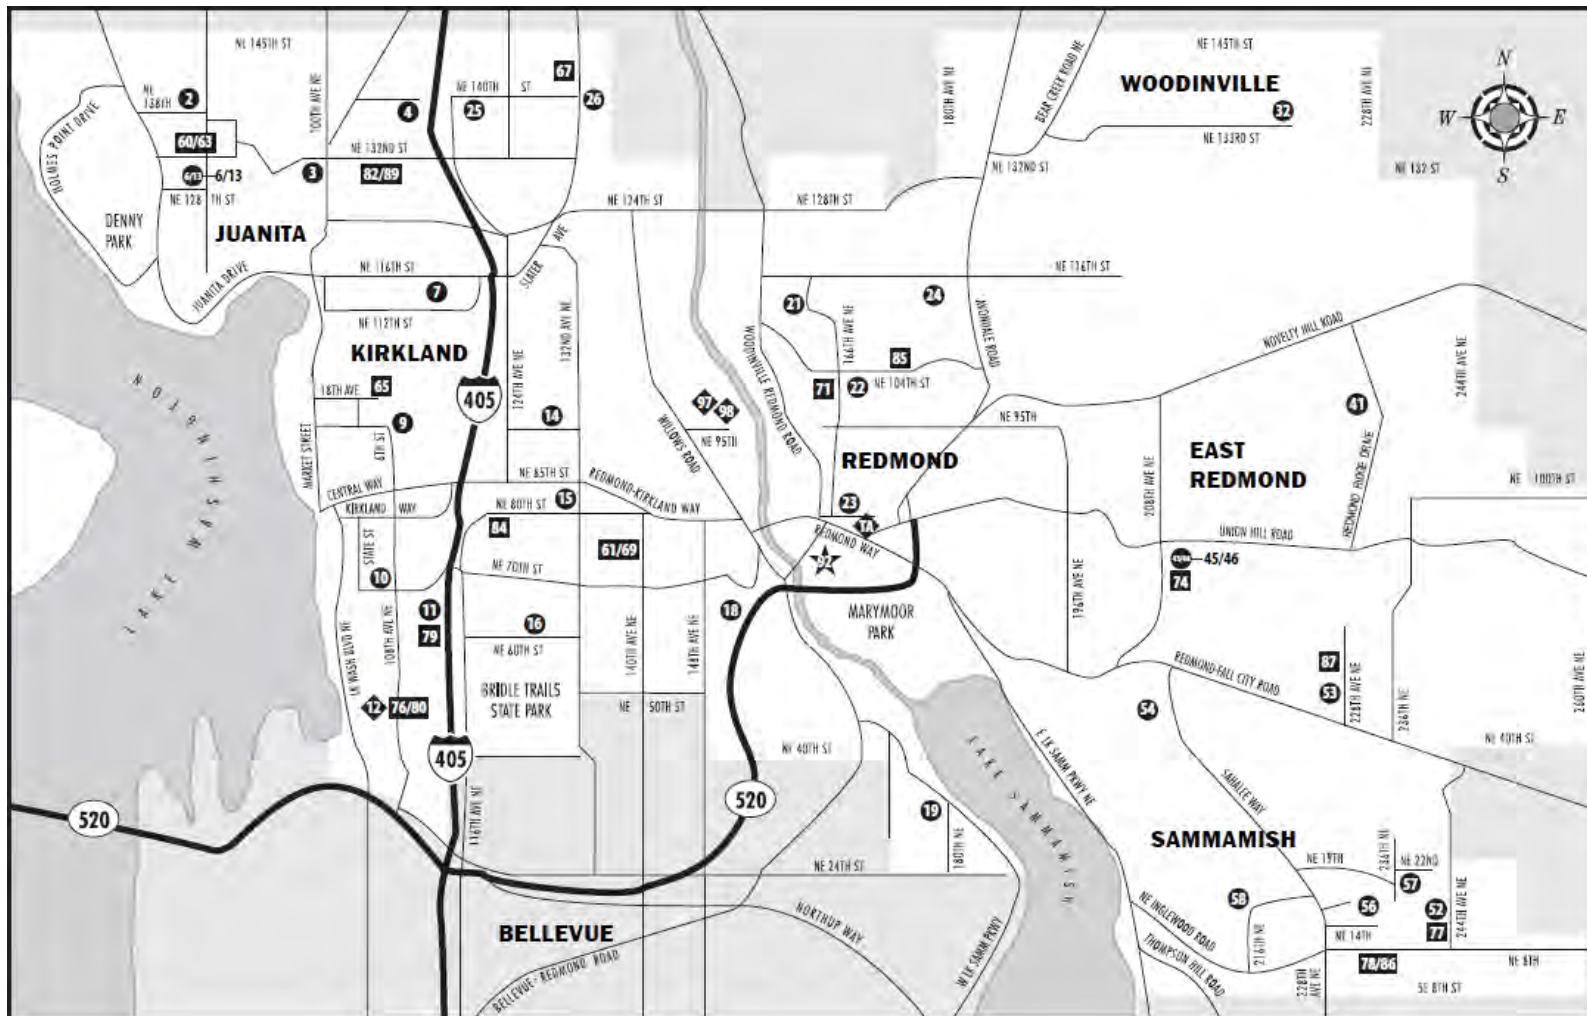 NE 145TH ST
NE 145TH ST
WOODINVILLE
N
W
E
S
67
NE 140TH ST
26
25
4
NE 138TH
2
100TH AVE NE
180TH AVE NE
BEAR CREEK ROAD NE
228TH AVE NE
32
NE 133RD ST
HOLMES POINT DRIVE
60/63
NE 132ND ST
NE 132ND ST
NE 132 ST
6/13
6/13
3
82/89
NE 128TH ST
NE 124TH ST
NE 128TH ST
DENNY PARK
JUANITA
SLATER AVE
NE 116TH ST
NE 116TH ST
JUANITA DRIVE
7
21
24
NE 112TH ST
132ND AVE NE
166TH AVE NE
AVONDALE ROAD
NOVELTY HILL ROAD
WOODINVILLE REDMOND ROAD
KIRKLAND
405
124TH AVE NE
85
244TH AVE NE
18TH AVE
65
71
22
NE 104TH ST
97
98
41
9
14
NE 95TH
NE 95TH
6TH ST
MARKET STREET
WILLOWS ROAD
REDMOND
EAST REDMOND
REDMOND RIDGE DRIVE
NE 85TH ST
REDMOND-KIRKLAND WAY
NE 100TH ST
CENTRAL WAY
208TH AVE NE
KIRKLAND WAY
NE 80TH ST
15
23
TA
84
REDMOND WAY
UNION HILL ROAD
STATE ST
61/69
92
45/46
45/46
74
NE 70TH ST
10
LAKE WASHINGTON
11
79
16
18
MARYMOOR PARK
196TH AVE NE
LK WASH BLVD NE
108TH AVE NE
NE 60TH ST
140TH AVE NE
148TH AVE NE
REDMOND-FALL CITY ROAD
87
53
228TH AVE NE
236TH NE
260TH AVE NE
BRIDLE TRAILS STATE PARK
12
76/80
NE 50TH ST
54
405
NE 40TH ST
NE 40TH ST
LAKE SAMMAMISH
E LK SAMM PKWY NE
SAHALEE WAY
520
520
116TH AVE NE
19
180TH NE
SAMMAMISH
236TH NE
NE 24TH ST
NE 19TH
NE 22ND
57
NE INGLEWOOD ROAD
58
56
52
77
244TH AVE NE
BELLEVUE
NORTHUP WAY
W LK SAMM PKWY
THOMPSON HILL ROAD
216TH NE
NE 14TH
BELLEVUE-REDMOND ROAD
78/86
NE 8TH
228TH AVE NE
SE 8TH ST